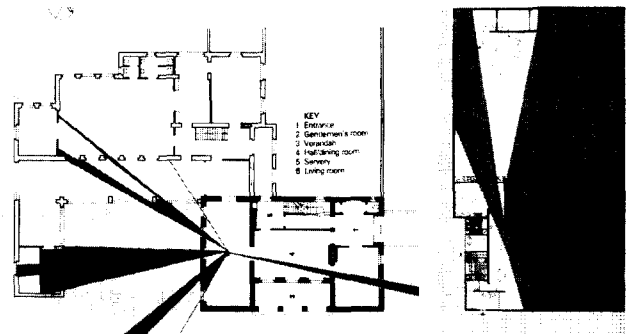 KEY
1 Entrance
2 Gentlemen's room
3 Verandah
4 Hall/dining room
5 Servery
6 Living room